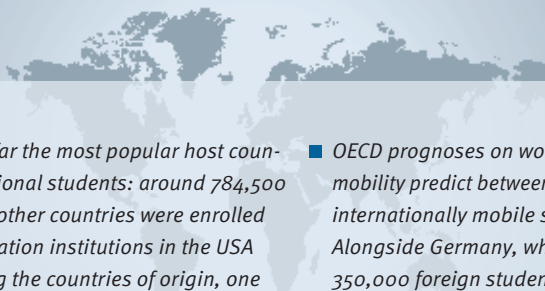 far the most popular host coun-
ional students: around 784,500
other countries were enrolled
ation institutions in the USA
g the countries of origin, one
OECD prognoses on wo
mobility predict between
internationally mobile s
Alongside Germany, wh
350,000 foreign studen